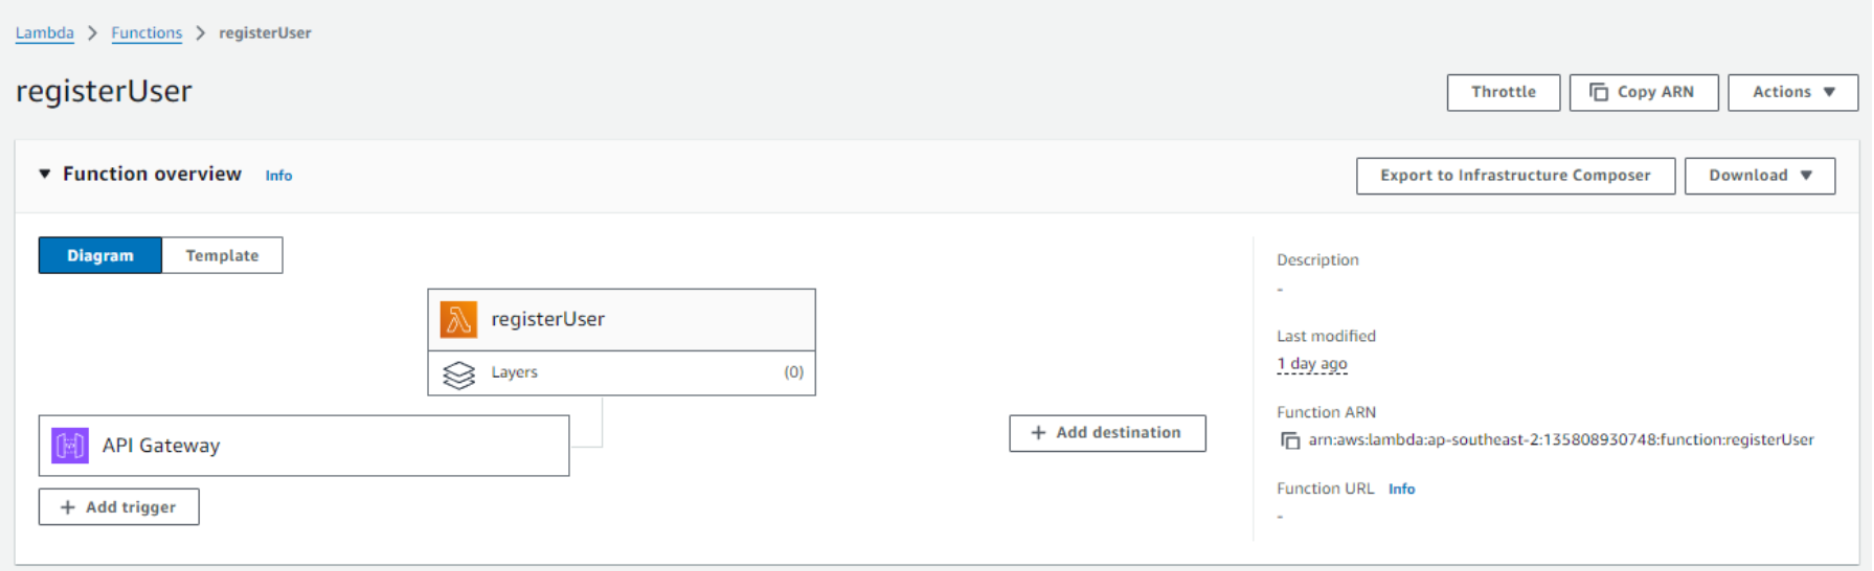 Lambda > Functions > registerUser
registerUser
Throttle
Copy ARN
Actions
Function overview Info
Export to Infrastructure Composer
Download
Diagram
Template
registerUser
Layers (0)
API Gateway
+ Add trigger
+ Add destination
Description
-
Last modified
1 day ago
Function ARN
arn:aws:lambda:ap-southeast-2:135808930748:function:registerUser
Function URL Info
-